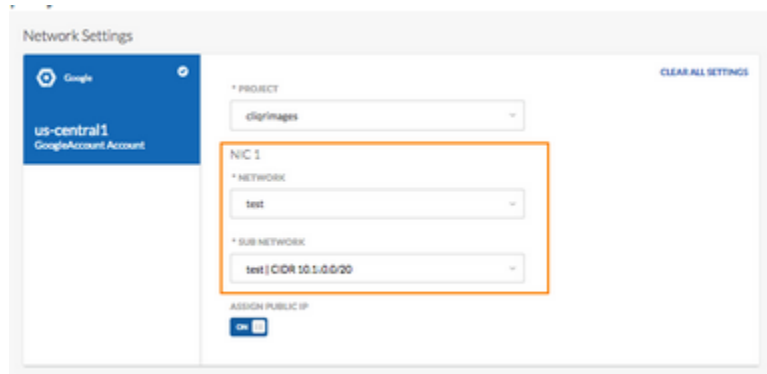 Network Settings
Google
us-central1
GoogleAccount Account
CLEAR ALL SETTINGS
* PROJECT
cliqrimages
NIC 1
* NETWORK
test
* SUB NETWORK
test | CIDR 10.1.0.0/20
ASSIGN PUBLIC IP
ON